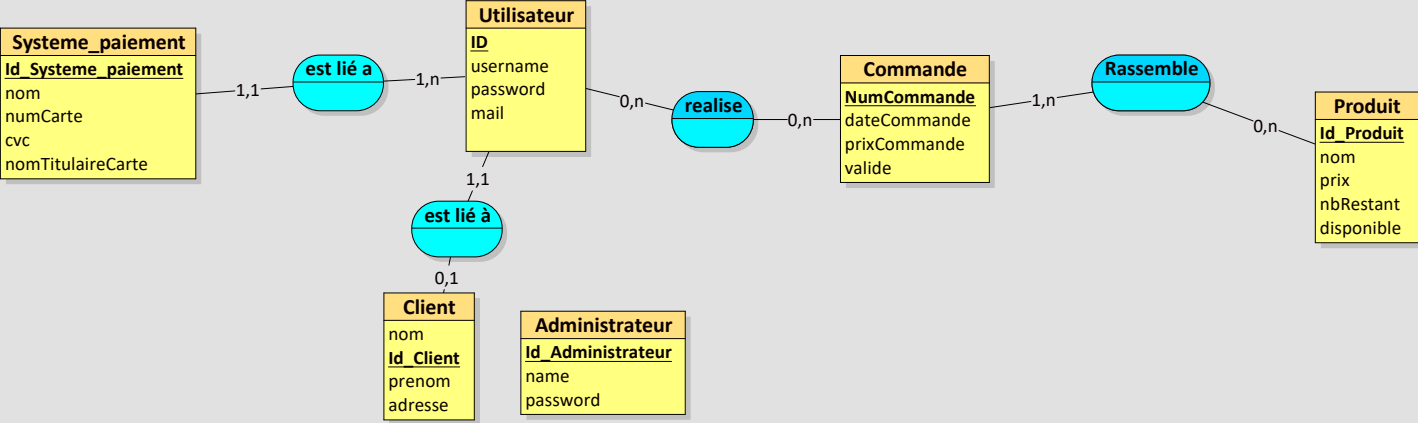 Systeme_paiement
Id_Systeme_paiement
nom
numCarte
cvc
nomTitulaireCarte
1,1
est lié a
1,n
Utilisateur
ID
username
password
mail
0,n
realise
0,n
Commande
NumCommande
dateCommande
prixCommande
valide
1,n
Rassemble
0,n
Produit
Id_Produit
nom
prix
nbRestant
disponible
1,1
est lié à
0,1
Client
nom
Id_Client
prenom
adresse
Administrateur
Id_Administrateur
name
password